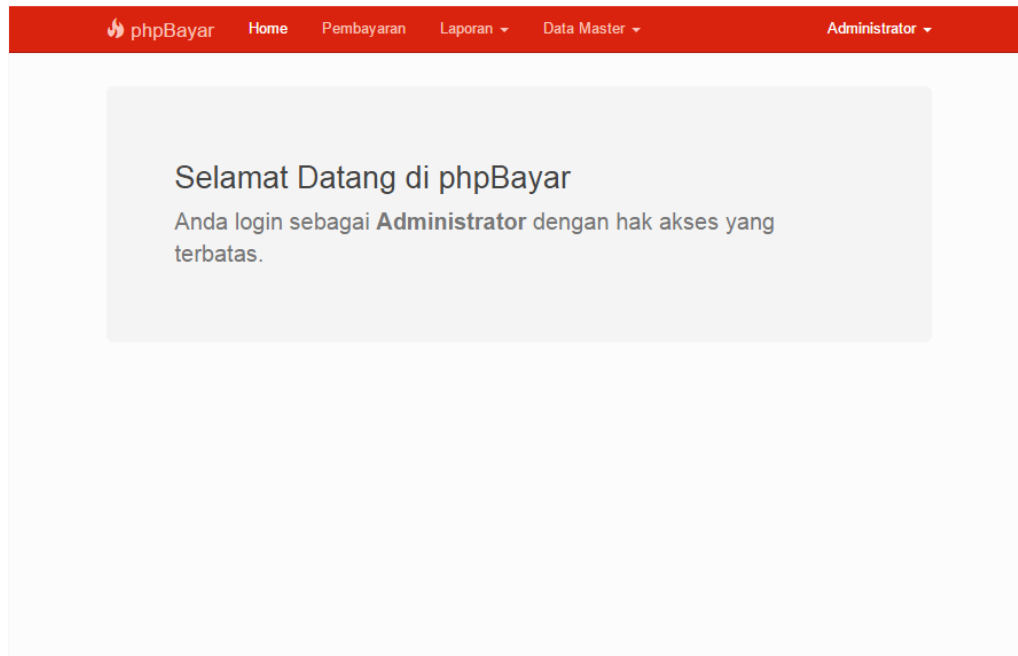 phpBayar Home Pembayaran Laporan Data Master Administrator
Selamat Datang di phpBayar
Anda login sebagai Administrator dengan hak akses yang
terbatas.